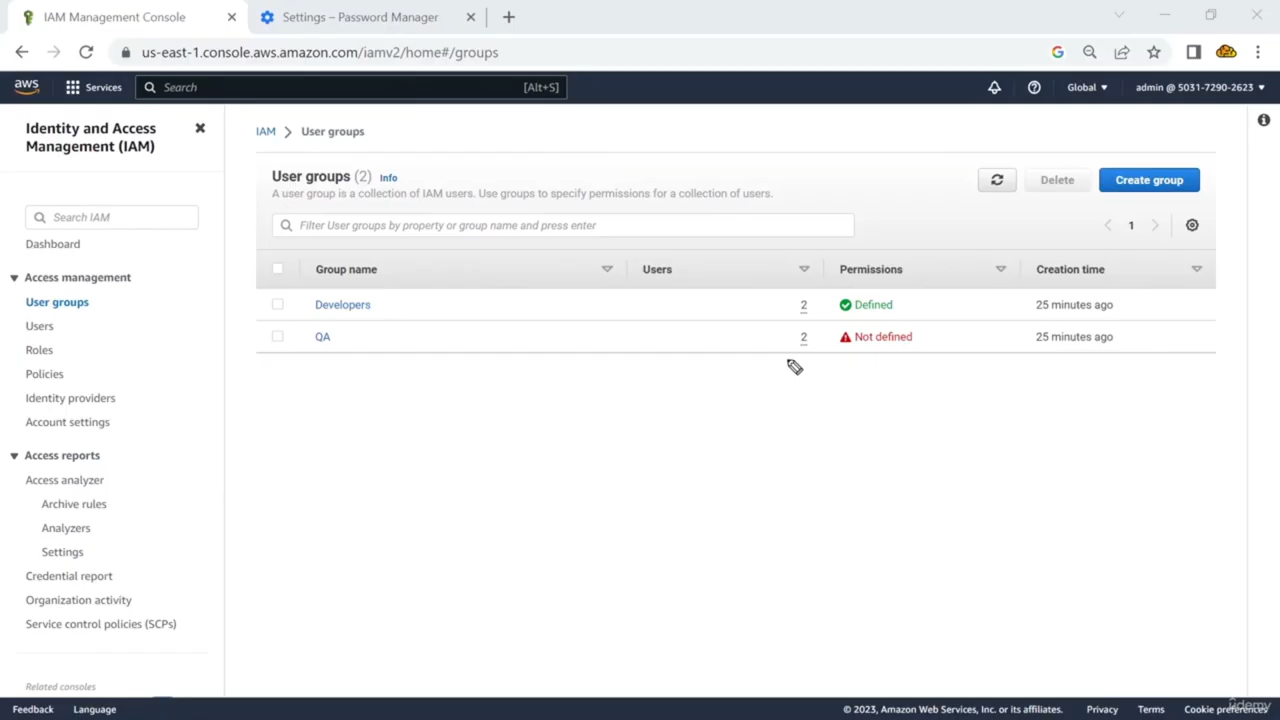 IAM Management Console
Settings – Password Manager
us-east-1.console.aws.amazon.com/iamv2/home#/groups
aws
Services
Search
[Alt+S]
Global
admin @ 5031-7290-2623
Identity and Access
Management (IAM)
Search IAM
Dashboard
Access management
User groups
Users
Roles
Policies
Identity providers
Account settings
Access reports
Access analyzer
Archive rules
Analyzers
Settings
Credential report
Organization activity
Service control policies (SCPs)
Related consoles
IAM > User groups
User groups (2) Info
A user group is a collection of IAM users. Use groups to specify permissions for a collection of users.
Delete
Create group
Filter User groups by property or group name and press enter
1
Group name Users Permissions Creation time
Developers 2 Defined 25 minutes ago
QA 2 Not defined 25 minutes ago
Feedback Language © 2023, Amazon Web Services, Inc. or its affiliates. Privacy Terms Cookie preferences
ûdemy